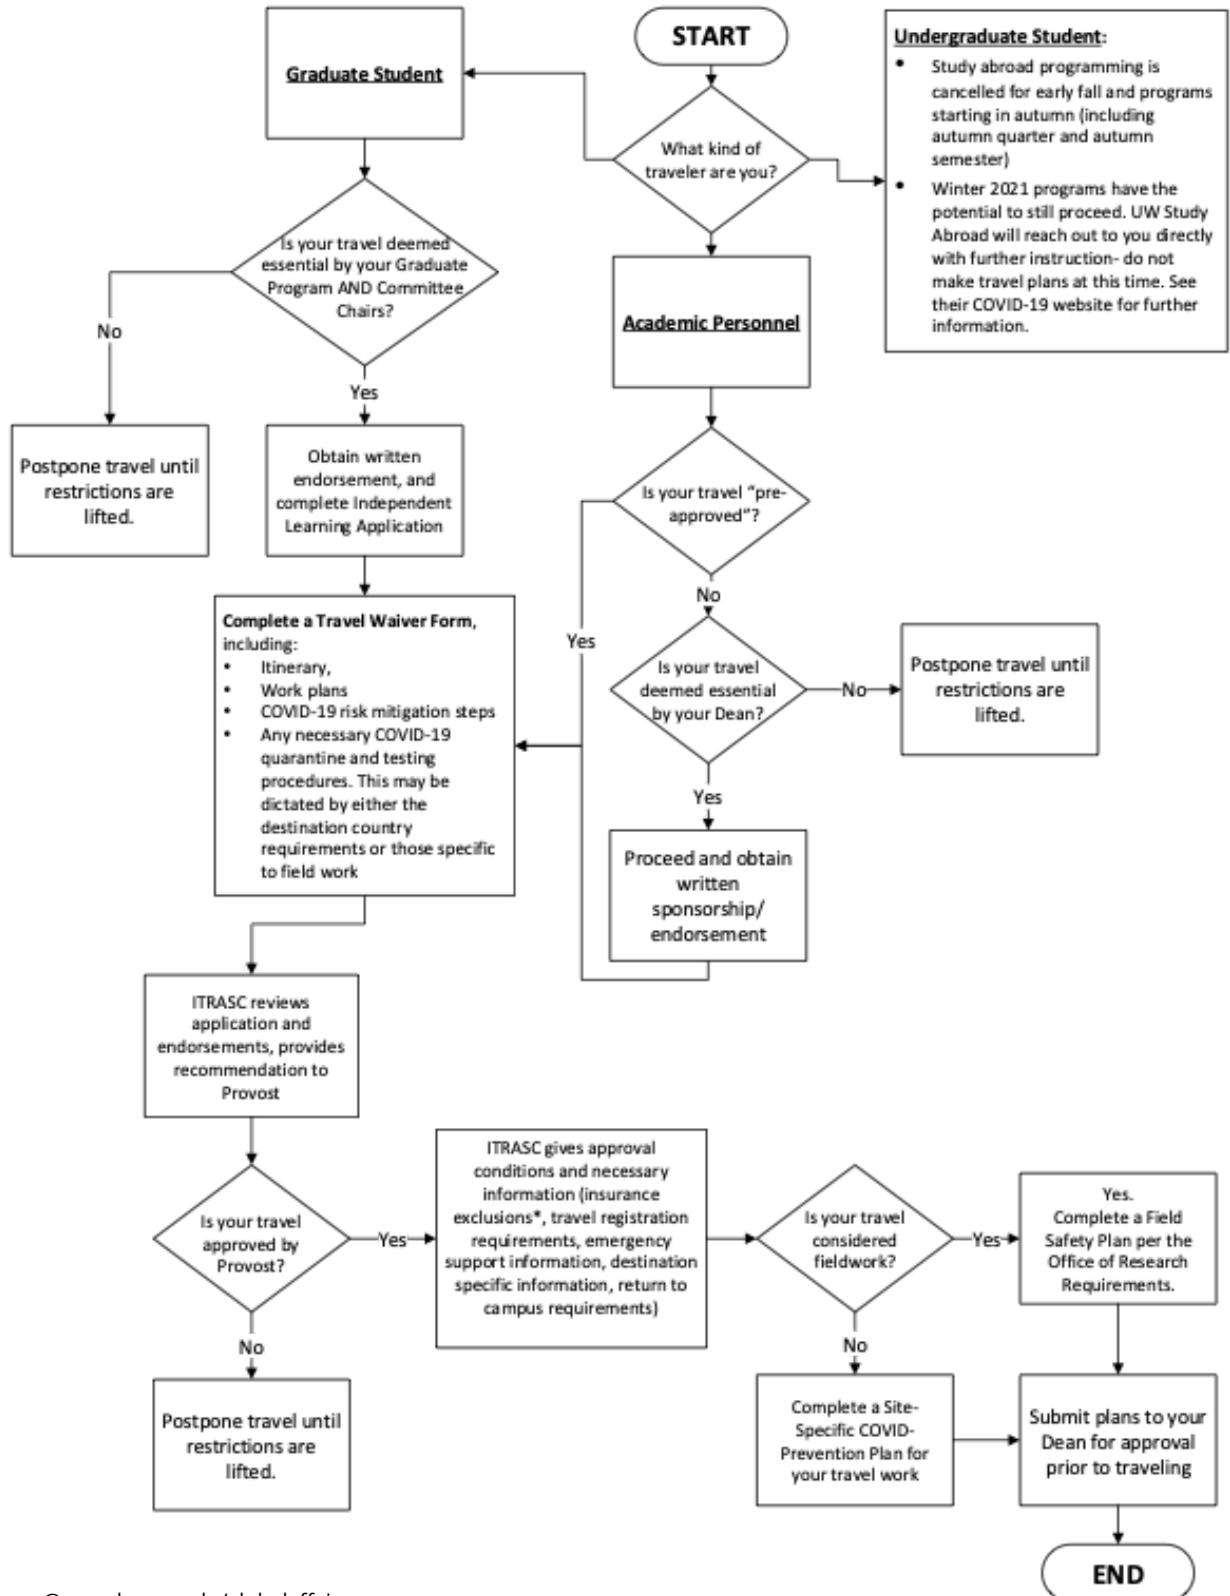 START
What kind of
traveler are you?
Graduate Student
Undergraduate Student:
• Study abroad programming is
cancelled for early fall and programs
starting in autumn (including
autumn quarter and autumn
semester)
• Winter 2021 programs have the
potential to still proceed. UW Study
Abroad will reach out to you directly
with further instruction- do not
make travel plans at this time. See
their COVID-19 website for further
information.
Is your travel deemed
essential by your Graduate
Program AND Committee
Chairs?
No
Postpone travel until
restrictions are
lifted.
Yes
Obtain written
endorsement, and
complete Independent
Learning Application
Academic Personnel
Is your travel “pre-
approved”?
Yes
No
Is your travel
deemed essential
by your Dean?
No
Postpone travel until
restrictions are
lifted.
Yes
Proceed and obtain
written
sponsorship/
endorsement
Complete a Travel Waiver Form,
including:
• Itinerary,
• Work plans
• COVID-19 risk mitigation steps
• Any necessary COVID-19
quarantine and testing
procedures. This may be
dictated by either the
destination country
requirements or those specific
to field work
ITRASC reviews
application and
endorsements, provides
recommendation to
Provost
Is your travel
approved by
Provost?
No
Postpone travel until
restrictions are
lifted.
Yes
ITRASC gives approval
conditions and necessary
information (insurance
exclusions*, travel registration
requirements, emergency
support information, destination
specific information, return to
campus requirements)
Is your travel
considered
fieldwork?
Yes
Yes.
Complete a Field
Safety Plan per the
Office of Research
Requirements.
No
Complete a Site-
Specific COVID-
Prevention Plan for
your travel work
Submit plans to your
Dean for approval
prior to traveling
END